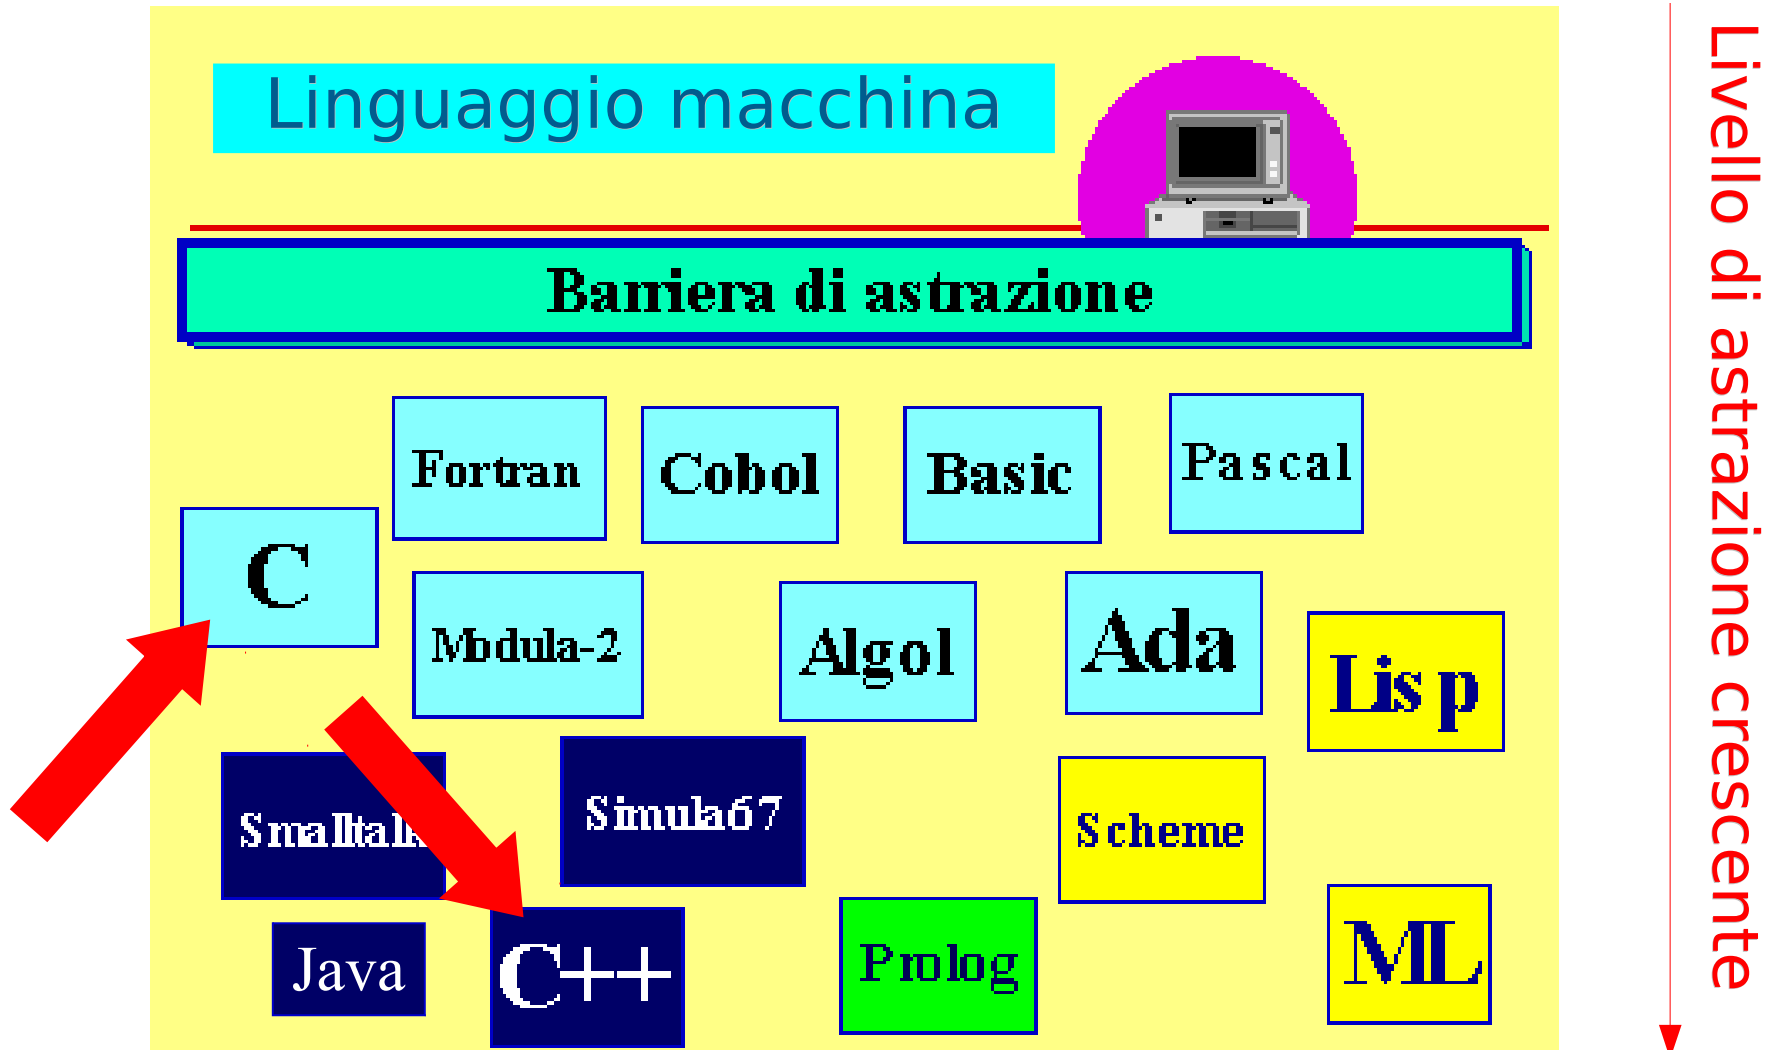 Linguaggio macchina
Barriera di astrazione
Fortran
Cobol
Basic
Pascal
C
Modula-2
Algol
Ada
Lisp
Smalltalk
Simula67
Scheme
Java
C++
Prolog
ML
Livello di astrazione crescente